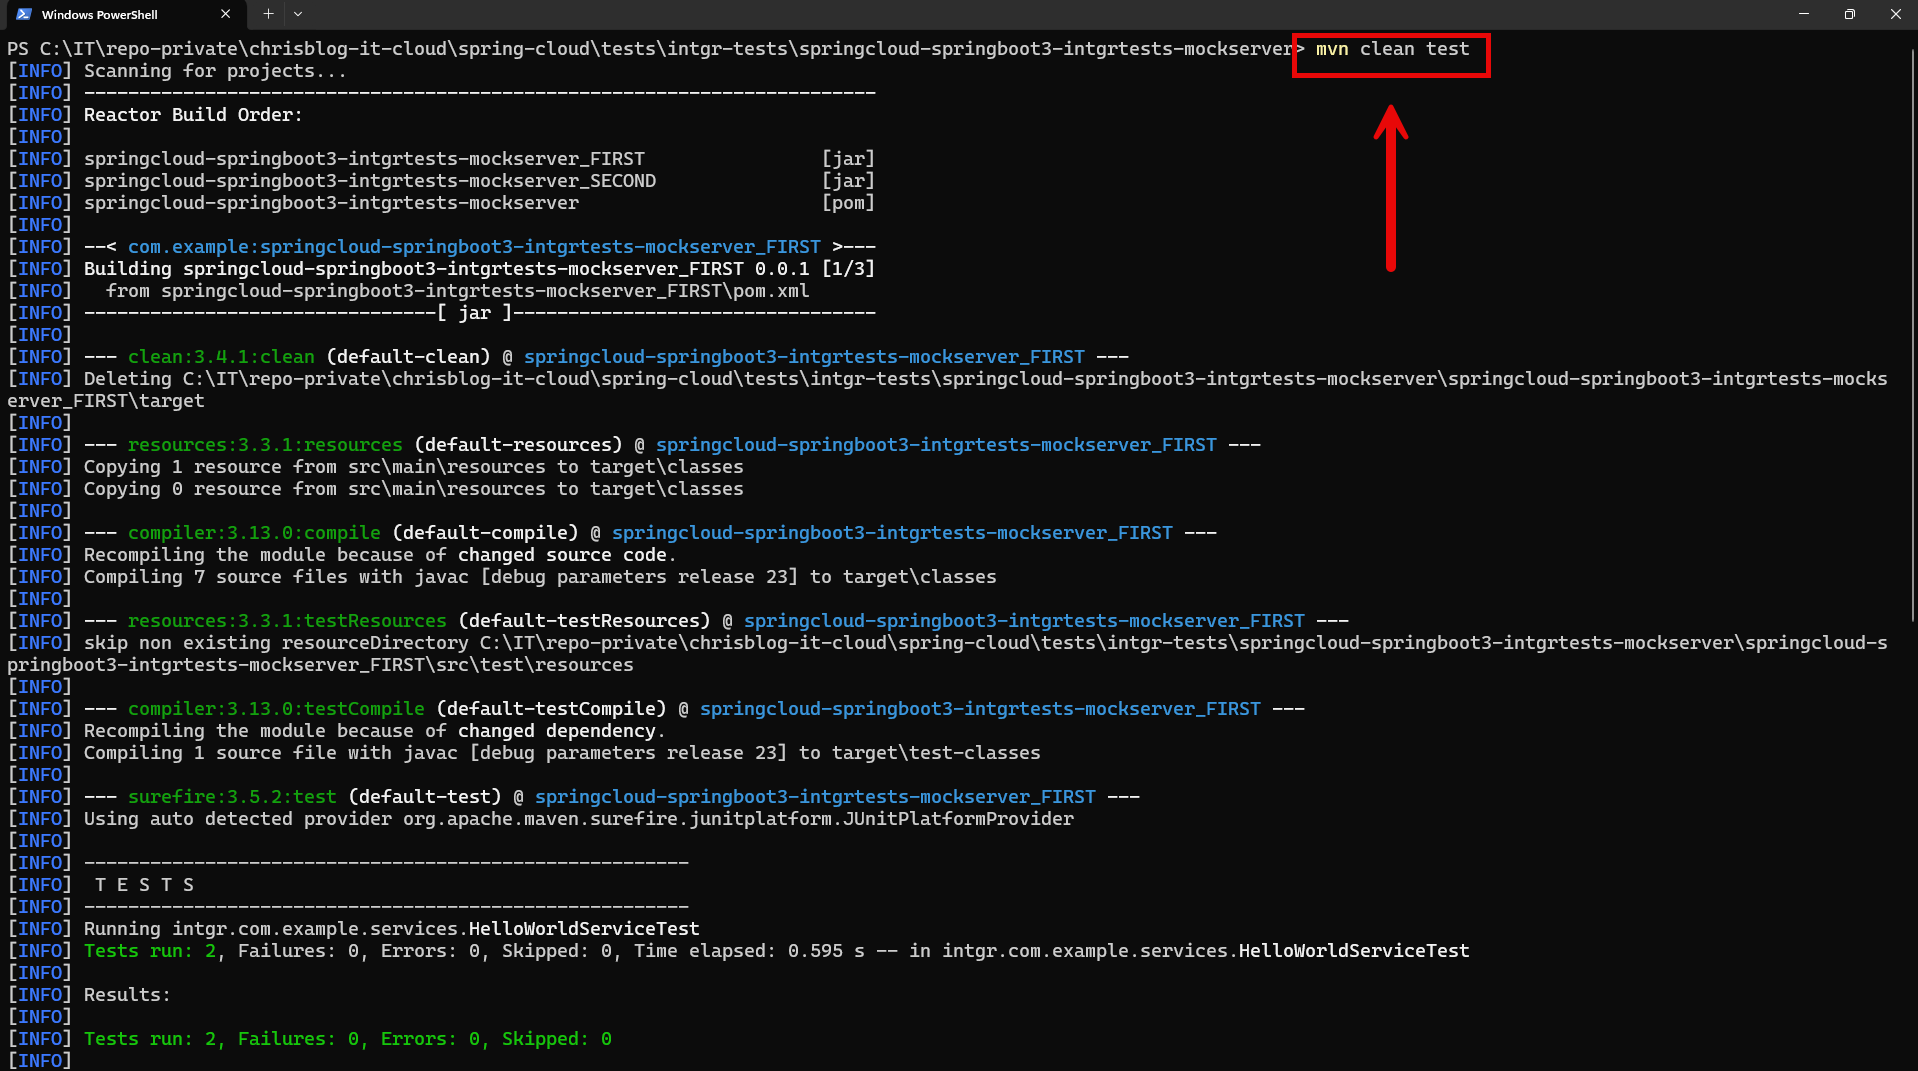 Windows PowerShell
PS C:\IT\repo-private\chrisblog-it-cloud\spring-cloud\tests\intgr-tests\springcloud-springboot3-intgrtests-mockserver> mvn clean test
[INFO] Scanning for projects...
[INFO] ------------------------------------------------------------------------
[INFO] Reactor Build Order:
[INFO]
[INFO] springcloud-springboot3-intgrtests-mockserver_FIRST                [jar]
[INFO] springcloud-springboot3-intgrtests-mockserver_SECOND               [jar]
[INFO] springcloud-springboot3-intgrtests-mockserver                      [pom]
[INFO]
[INFO] --< com.example:springcloud-springboot3-intgrtests-mockserver_FIRST >---
[INFO] Building springcloud-springboot3-intgrtests-mockserver_FIRST 0.0.1 [1/3]
[INFO]   from springcloud-springboot3-intgrtests-mockserver_FIRST\pom.xml
[INFO] --------------------------------[ jar ]---------------------------------
[INFO]
[INFO] --- clean:3.4.1:clean (default-clean) @ springcloud-springboot3-intgrtests-mockserver_FIRST ---
[INFO] Deleting C:\IT\repo-private\chrisblog-it-cloud\spring-cloud\tests\intgr-tests\springcloud-springboot3-intgrtests-mockserver\springcloud-springboot3-intgrtests-mocks
erver_FIRST\target
[INFO]
[INFO] --- resources:3.3.1:resources (default-resources) @ springcloud-springboot3-intgrtests-mockserver_FIRST ---
[INFO] Copying 1 resource from src\main\resources to target\classes
[INFO] Copying 0 resource from src\main\resources to target\classes
[INFO]
[INFO] --- compiler:3.13.0:compile (default-compile) @ springcloud-springboot3-intgrtests-mockserver_FIRST ---
[INFO] Recompiling the module because of changed source code.
[INFO] Compiling 7 source files with javac [debug parameters release 23] to target\classes
[INFO]
[INFO] --- resources:3.3.1:testResources (default-testResources) @ springcloud-springboot3-intgrtests-mockserver_FIRST ---
[INFO] skip non existing resourceDirectory C:\IT\repo-private\chrisblog-it-cloud\spring-cloud\tests\intgr-tests\springcloud-springboot3-intgrtests-mockserver\springcloud-s
pringboot3-intgrtests-mockserver_FIRST\src\test\resources
[INFO]
[INFO] --- compiler:3.13.0:testCompile (default-testCompile) @ springcloud-springboot3-intgrtests-mockserver_FIRST ---
[INFO] Recompiling the module because of changed dependency.
[INFO] Compiling 1 source file with javac [debug parameters release 23] to target\test-classes
[INFO]
[INFO] --- surefire:3.5.2:test (default-test) @ springcloud-springboot3-intgrtests-mockserver_FIRST ---
[INFO] Using auto detected provider org.apache.maven.surefire.junitplatform.JUnitPlatformProvider
[INFO]
[INFO] -------------------------------------------------------
[INFO]  T E S T S
[INFO] -------------------------------------------------------
[INFO] Running intgr.com.example.services.HelloWorldServiceTest
[INFO] Tests run: 2, Failures: 0, Errors: 0, Skipped: 0, Time elapsed: 0.595 s -- in intgr.com.example.services.HelloWorldServiceTest
[INFO]
[INFO] Results:
[INFO]
[INFO] Tests run: 2, Failures: 0, Errors: 0, Skipped: 0
[INFO]